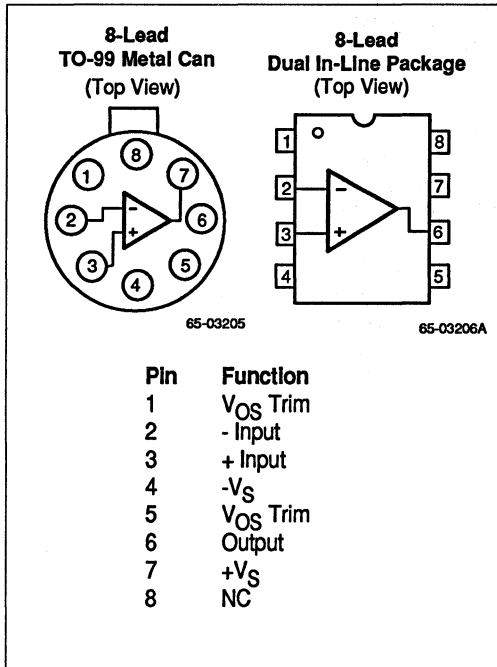 8-Lead
TO-99 Metal Can
(Top View)
8
1
7
2
-
6
+
3
5
4
65-03205
8-Lead
Dual In-Line Package
(Top View)
1
8
2
-
7
3
+
6
4
5
65-03206A
Pin Function
1 VOS Trim
2 - Input
3 + Input
4 -VS
5 VOS Trim
6 Output
7 +VS
8 NC